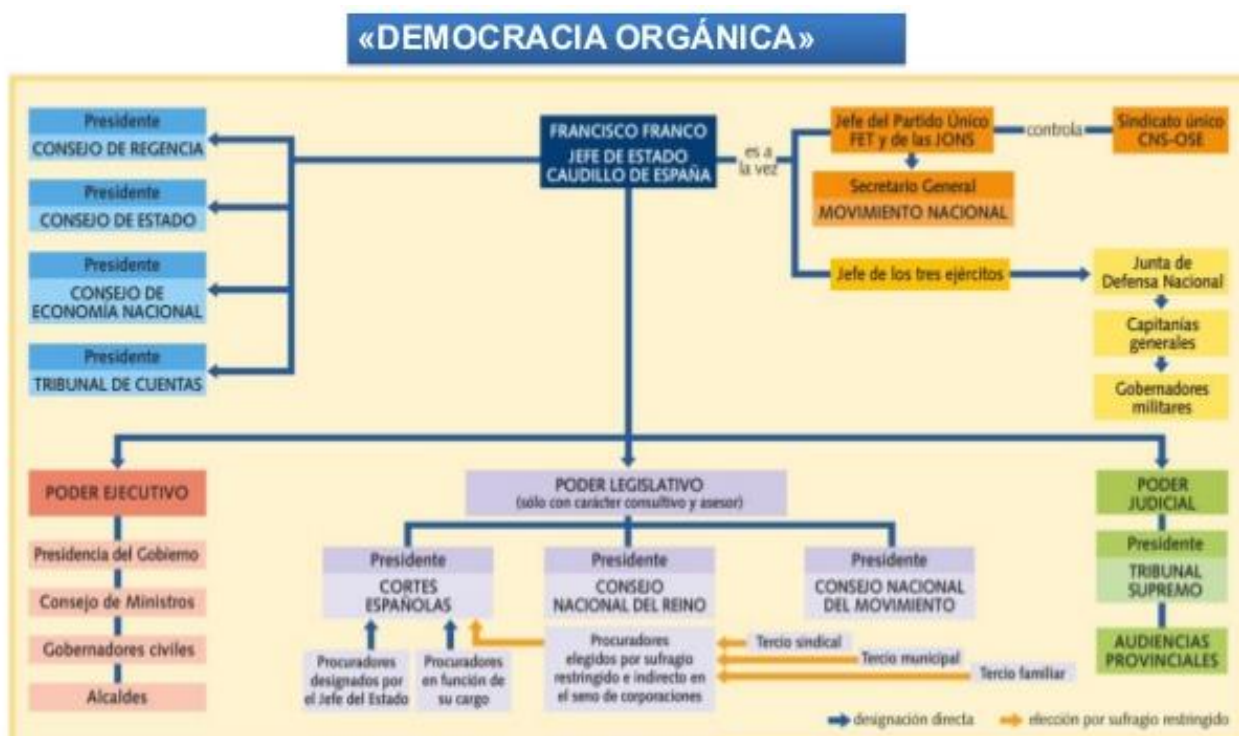 «DEMOCRACIA ORGÁNICA»
Presidente
CONSEJO DE REGENCIA
Presidente
CONSEJO DE ESTADO
Presidente
CONSEJO DE
ECONOMÍA NACIONAL
Presidente
TRIBUNAL DE CUENTAS
FRANCISCO FRANCO
JEFE DE ESTADO
CAUDILLO DE ESPAÑA
es a
la vez
Jefe del Partido Único
FET y de las JONS
controla
Sindicato único
CNS-OSE
Secretario General
MOVIMIENTO NACIONAL
Jefe de los tres ejércitos
Junta de
Defensa Nacional
Capitanías
generales
Gobernadores
militares
PODER EJECUTIVO
Presidencia del Gobierno
Consejo de Ministros
Gobernadores civiles
Alcaldes
PODER LEGISLATIVO
(sólo con carácter consultivo y asesor)
Presidente
CORTES
ESPAÑOLAS
Presidente
CONSEJO
NACIONAL DEL REINO
Presidente
CONSEJO NACIONAL
DEL MOVIMIENTO
Procuradores
designados por
el Jefe del Estado
Procuradores
en función de
su cargo
Procuradores
elegidos por sufragio
restringido e indirecto en
el seno de corporaciones
Tercio sindical
Tercio municipal
Tercio familiar
PODER
JUDICIAL
Presidente
TRIBUNAL
SUPREMO
AUDIENCIAS
PROVINCIALES
designación directa
elección por sufragio restringido